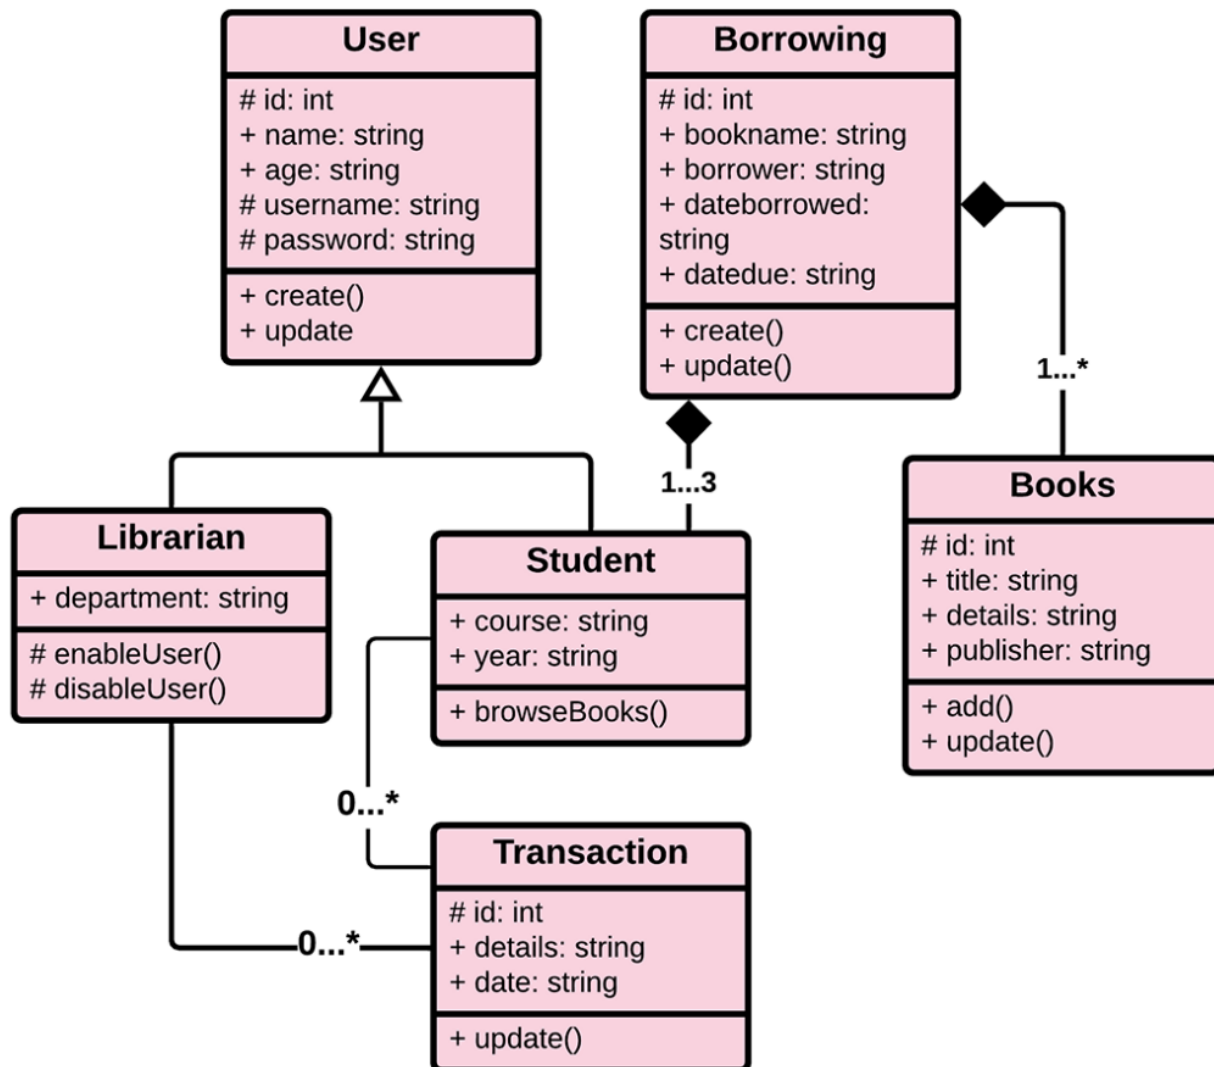 User
# id: int
+ name: string
+ age: string
# username: string
# password: string
+ create()
+ update
Borrowing
# id: int
+ bookname: string
+ borrower: string
+ dateborrowed:
string
+ datedue: string
+ create()
+ update()
1...*
1...3
Books
# id: int
+ title: string
+ details: string
+ publisher: string
+ add()
+ update()
Librarian
+ department: string
# enableUser()
# disableUser()
Student
+ course: string
+ year: string
+ browseBooks()
0...*
0...*
Transaction
# id: int
+ details: string
+ date: string
+ update()